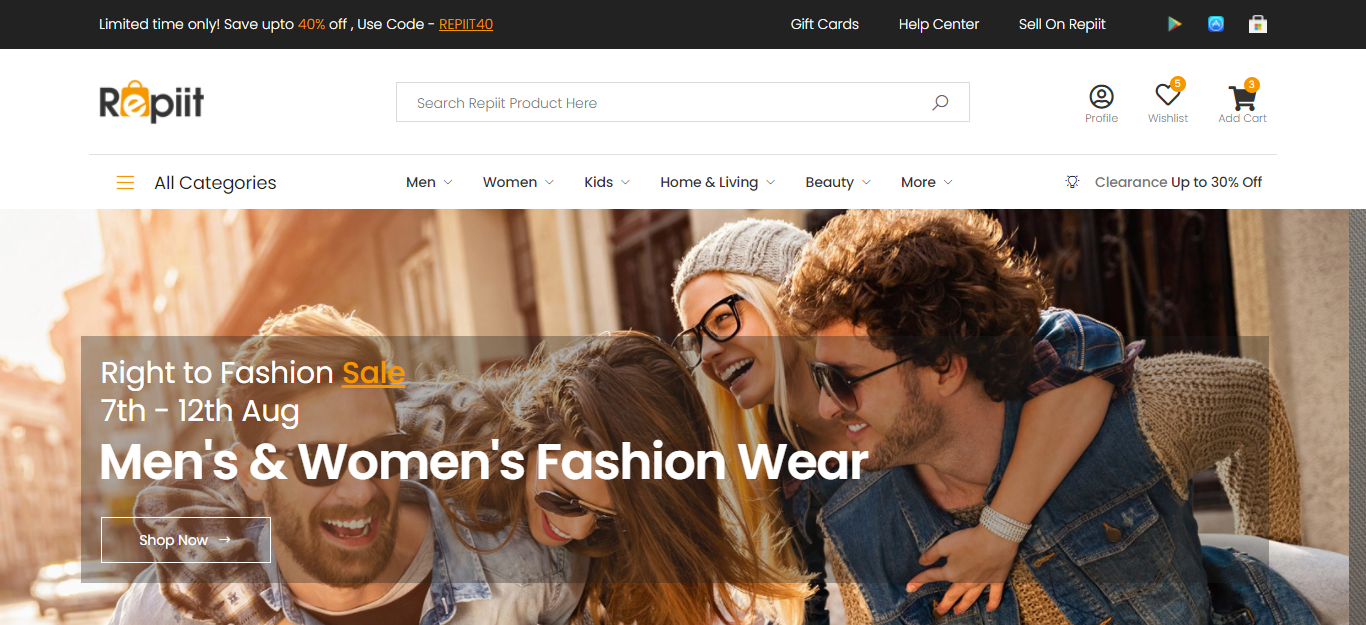 Limited time only! Save upto 40% off , Use Code - REPIIT40
Gift Cards
Help Center
Sell On Repiit
Repiit
Search Repiit Product Here
5
3
Profile
Wishlist
Add Cart
All Categories
Men
Women
Kids
Home & Living
Beauty
More
Clearance Up to 30% Off
Right to Fashion Sale
7th - 12th Aug
Men's & Women's Fashion Wear
Shop Now →